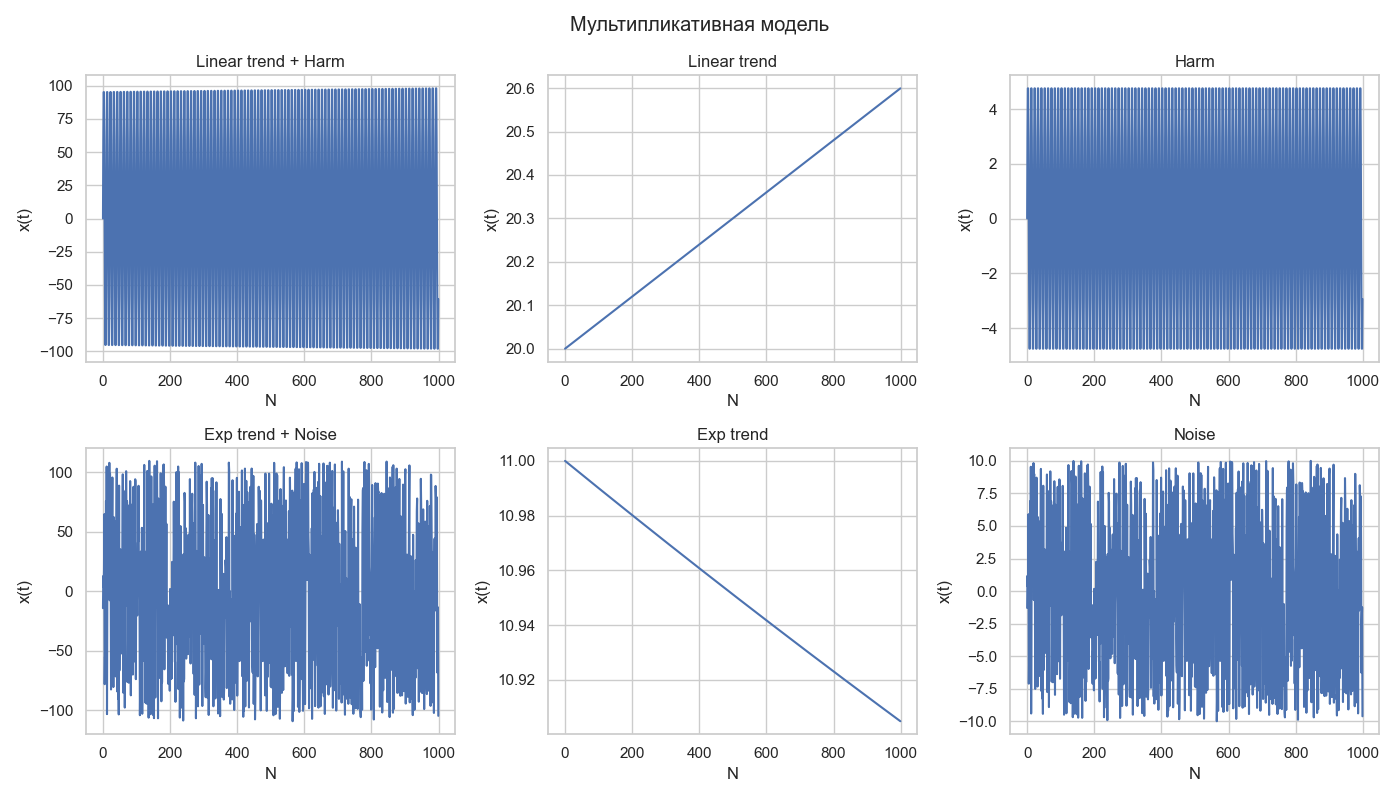 Мультипликативная модель
Linear trend + Harm
x(t)
100
75
50
25
0
−25
−50
−75
−100
0 200 400 600 800 1000
N
Linear trend
x(t)
20.6
20.5
20.4
20.3
20.2
20.1
20.0
0 200 400 600 800 1000
N
Harm
x(t)
4
2
0
−2
−4
0 200 400 600 800 1000
N
Exp trend + Noise
x(t)
100
50
0
−50
−100
0 200 400 600 800 1000
N
Exp trend
x(t)
11.00
10.98
10.96
10.94
10.92
0 200 400 600 800 1000
N
Noise
x(t)
10.0
7.5
5.0
2.5
0.0
−2.5
−5.0
−7.5
−10.0
0 200 400 600 800 1000
N